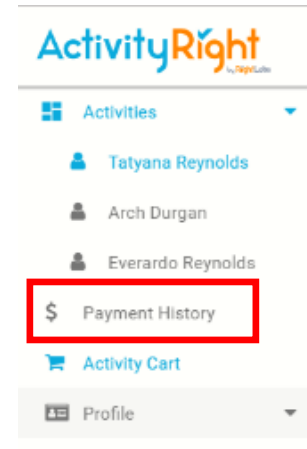 ActivityRight
Activities
Tatyana Reynolds
Arch Durgan
Everardo Reynolds
$ Payment History
Activity Cart
Profile